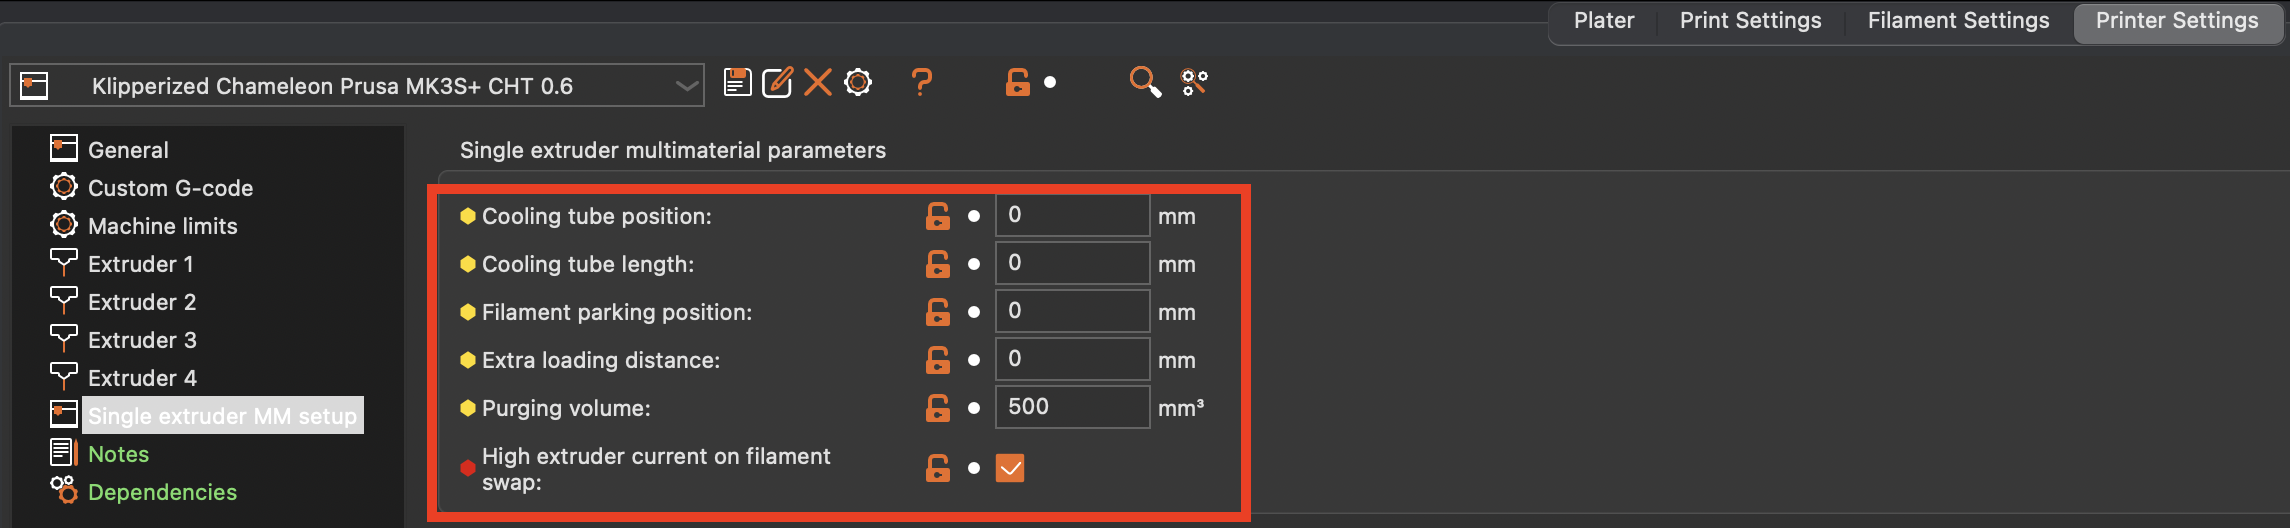 Plater Print Settings Filament Settings Printer Settings
Klipperized Chameleon Prusa MK3S+ CHT 0.6
?
General
Custom G-code
Machine limits
Extruder 1
Extruder 2
Extruder 3
Extruder 4
Single extruder MM setup
Notes
Dependencies
Single extruder multimaterial parameters
Cooling tube position: 0 mm
Cooling tube length: 0 mm
Filament parking position: 0 mm
Extra loading distance: 0 mm
Purging volume: 500 mm³
High extruder current on filament
swap: